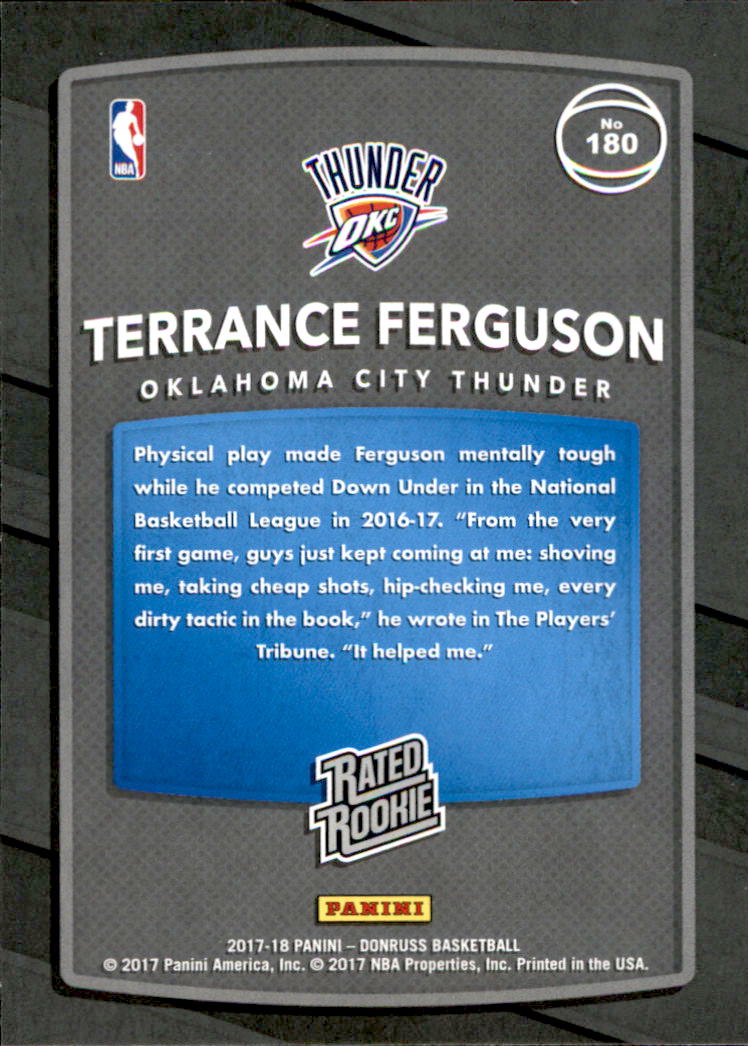 NBA
No
180
THUNDER
OKC
TERRANCE FERGUSON
OKLAHOMA CITY THUNDER
Physical play made Ferguson mentally tough
while he competed Down Under in the National
Basketball League in 2016-17. “From the very
first game, guys just kept coming at me: shoving
me, taking cheap shots, hip-checking me, every
dirty tactic in the book,” he wrote in The Players’
Tribune. “It helped me.”
RATED
ROOKIE
PANINI
2017-18 PANINI – DONRUSS BASKETBALL
© 2017 Panini America, Inc. © 2017 NBA Properties, Inc. Printed in the USA.